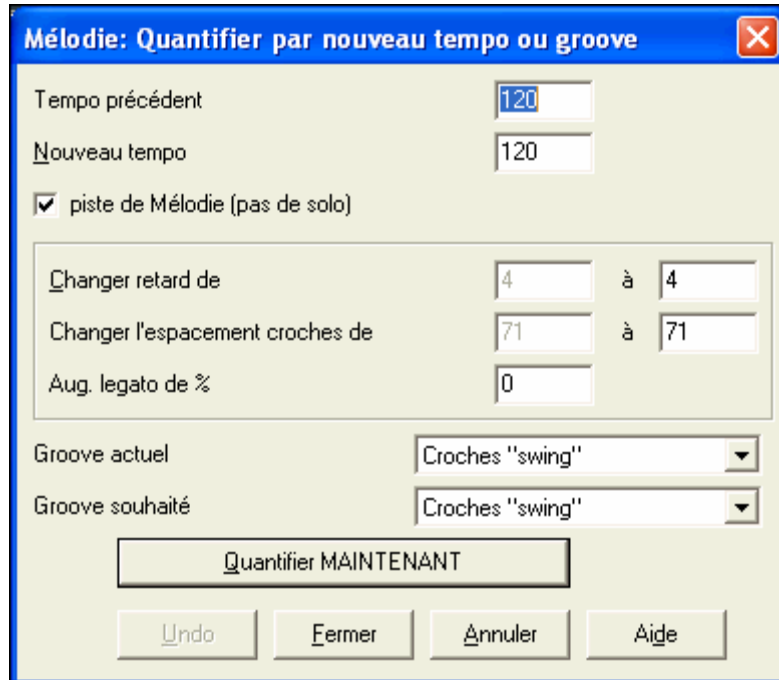 Mélodie: Quantifier par nouveau tempo ou groove
Tempo précédent 120
Nouveau tempo 120
piste de Mélodie (pas de solo)
Changer retard de 4 à 4
Changer l'espacement croches de 71 à 71
Aug. legato de % 0
Groove actuel Croches "swing"
Groove souhaité Croches "swing"
Quantifier MAINTENANT
Undo Fermer Annuler Aide